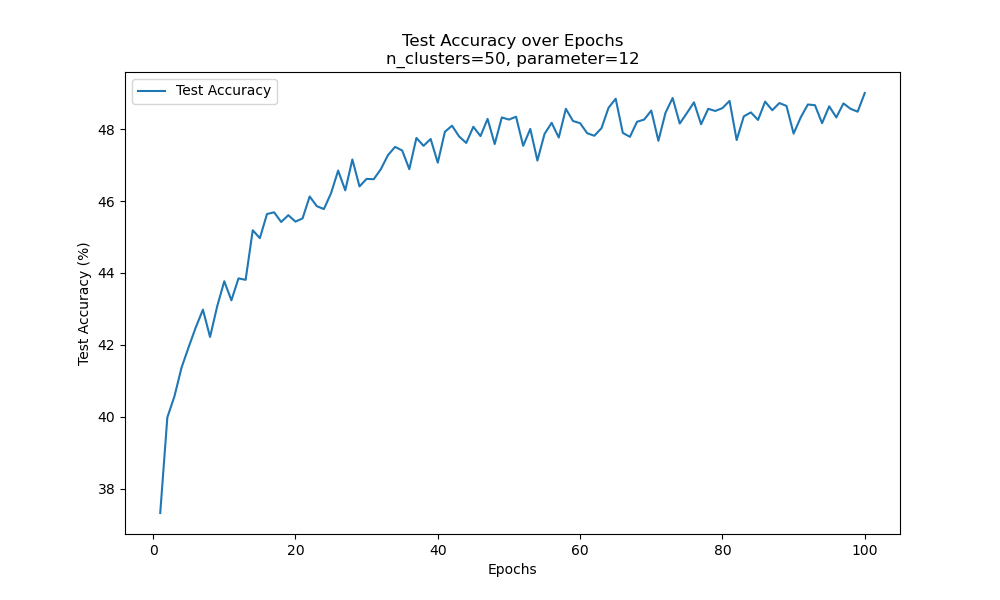 Test Accuracy over Epochs
n_clusters=50, parameter=12
Test Accuracy
Test Accuracy (%)
48
46
44
42
40
38
0 20 40 60 80 100
Epochs